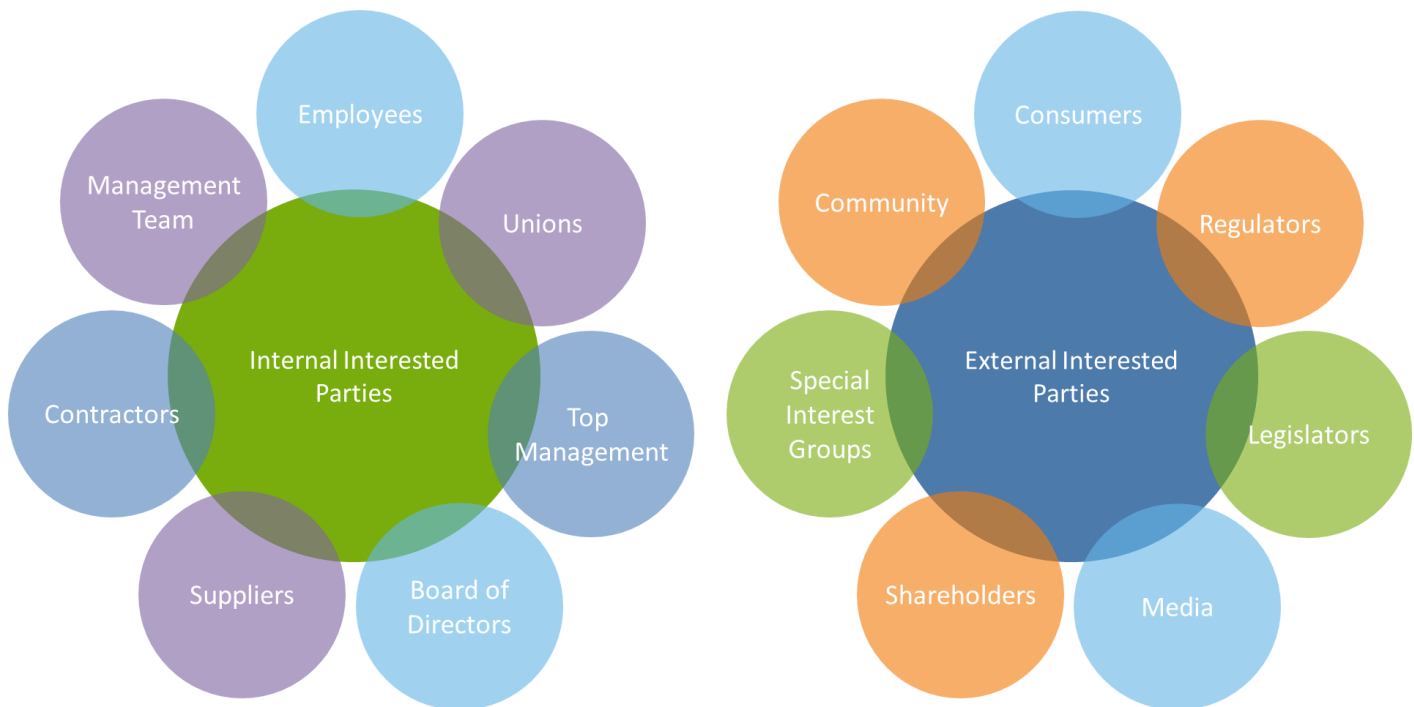 Employees
Management
Team
Unions
Internal Interested
Parties
Contractors
Top
Management
Suppliers
Board of
Directors
Consumers
Community
Regulators
External Interested
Parties
Special
Interest
Groups
Legislators
Shareholders
Media